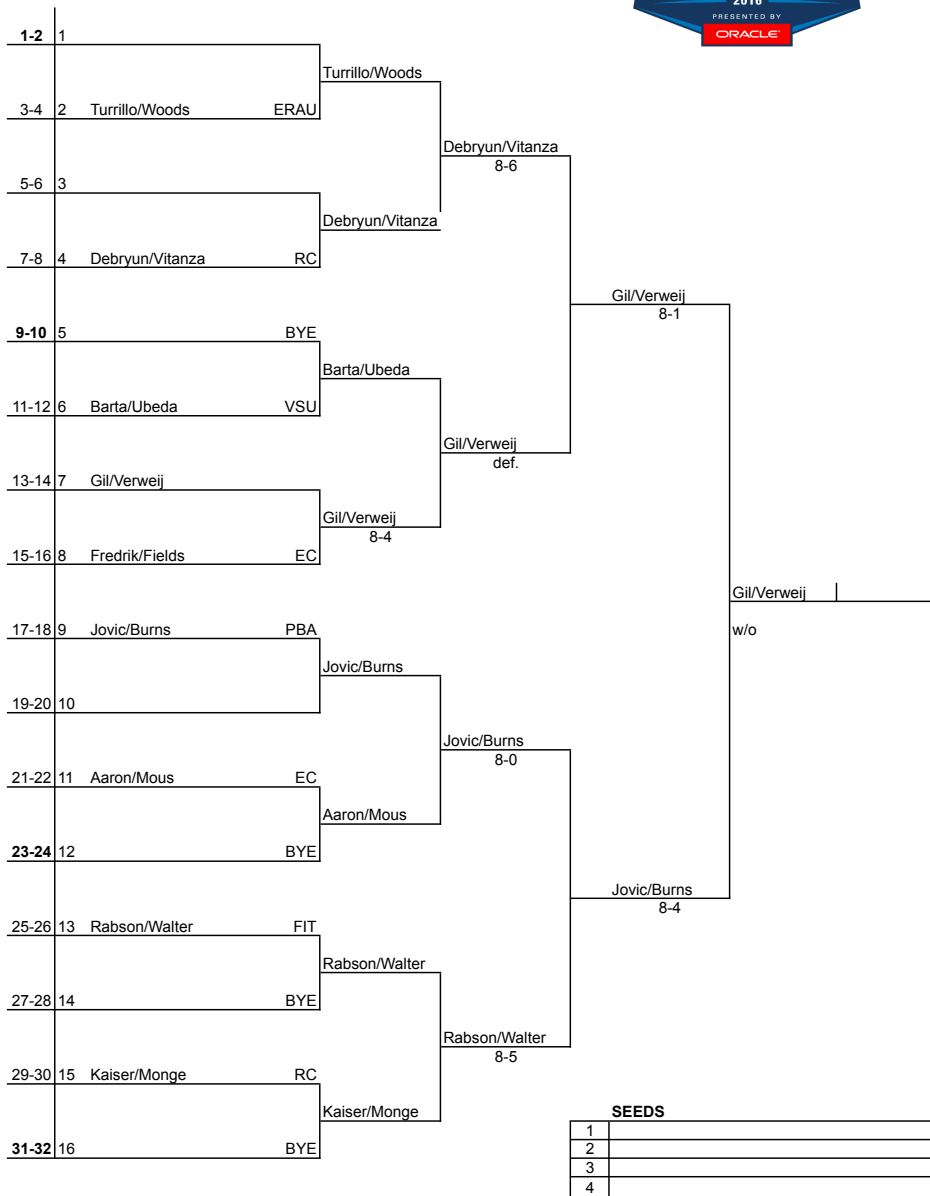 2016
PRESENTED BY
ORACLE
1-2 1
Turrillo/Woods
3-4 2 Turrillo/Woods ERAU
Debryun/Vitanza
8-6
5-6 3
Debryun/Vitanza
7-8 4 Debryun/Vitanza RC
Gil/Verweij
8-1
9-10 5 BYE
Barta/Ubeda
11-12 6 Barta/Ubeda VSU
Gil/Verweij
def.
13-14 7 Gil/Verweij
Gil/Verweij
8-4
15-16 8 Fredrik/Fields EC
Gil/Verweij
w/o
17-18 9 Jovic/Burns PBA
Jovic/Burns
19-20 10
Jovic/Burns
8-0
21-22 11 Aaron/Mous EC
Aaron/Mous
23-24 12 BYE
Jovic/Burns
8-4
25-26 13 Rabson/Walter FIT
Rabson/Walter
27-28 14 BYE
Rabson/Walter
8-5
29-30 15 Kaiser/Monge RC
Kaiser/Monge
31-32 16 BYE
SEEDS
1
2
3
4